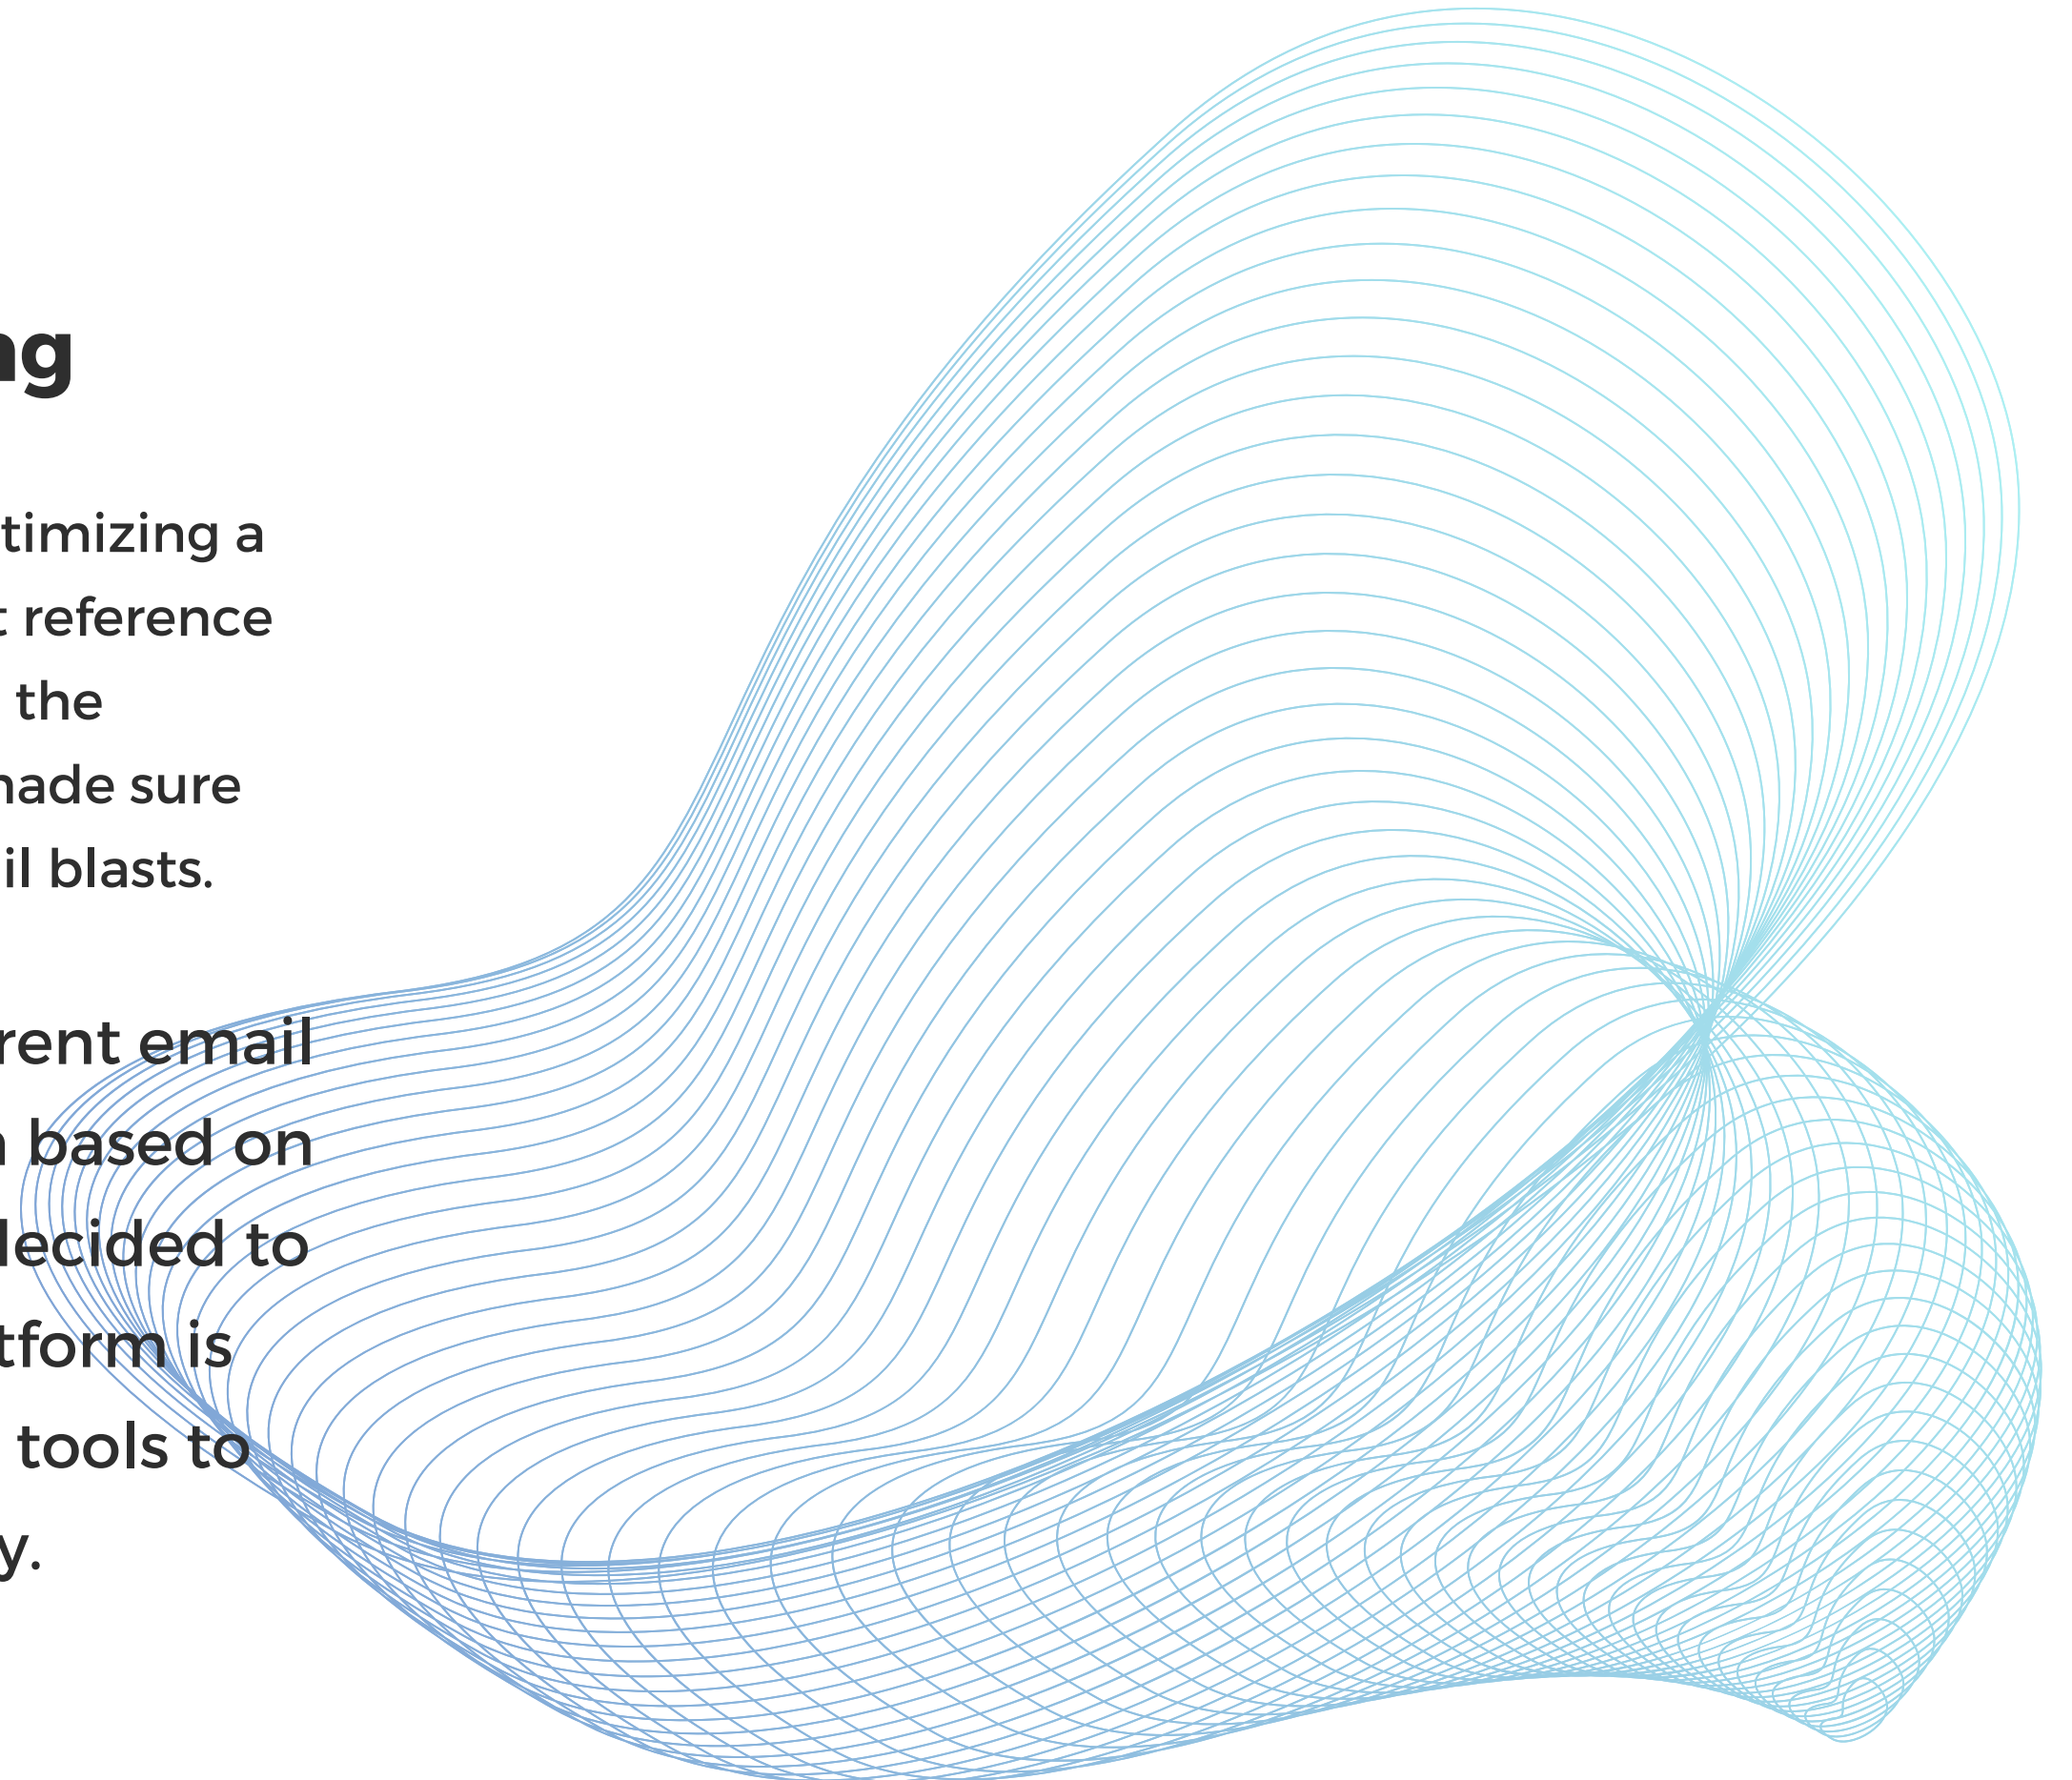 ng
timizing a
t reference
the
made sure
il blasts.
rent email
based on
decided to
tform is
tools to
y.